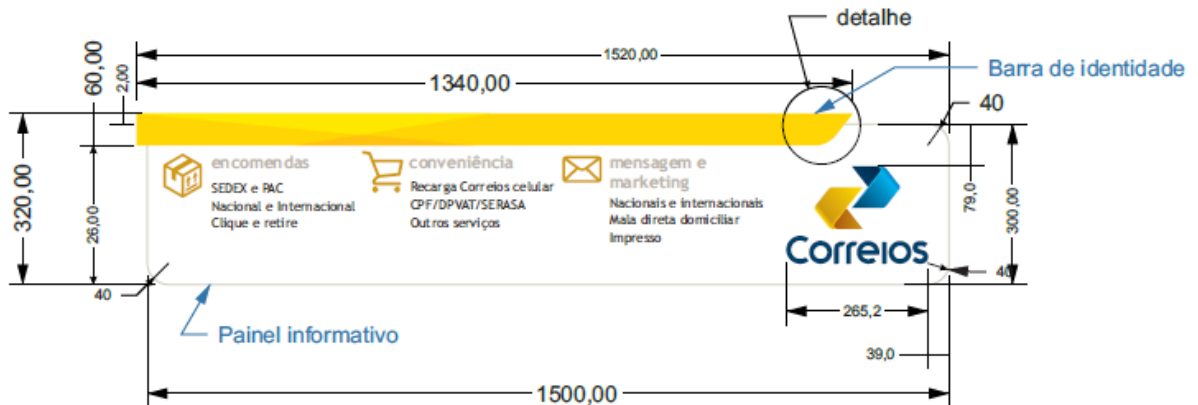 detalhe
1520,00
Barra de identidade
1340,00
60,00
2,00
40
encomendas
SEDEX e PAC
Nacional e Internacional
Clique e retire
conveniência
Recarga Correios celular
CPF/DPVAT/SERASA
Outros serviços
mensagem e
marketing
Nacionais e internacionais
Mala direta domiciliar
Impresso
Correios
320,00
26,00
79,0
300,00
40
40
265,2
Painel informativo
39,0
1500,00